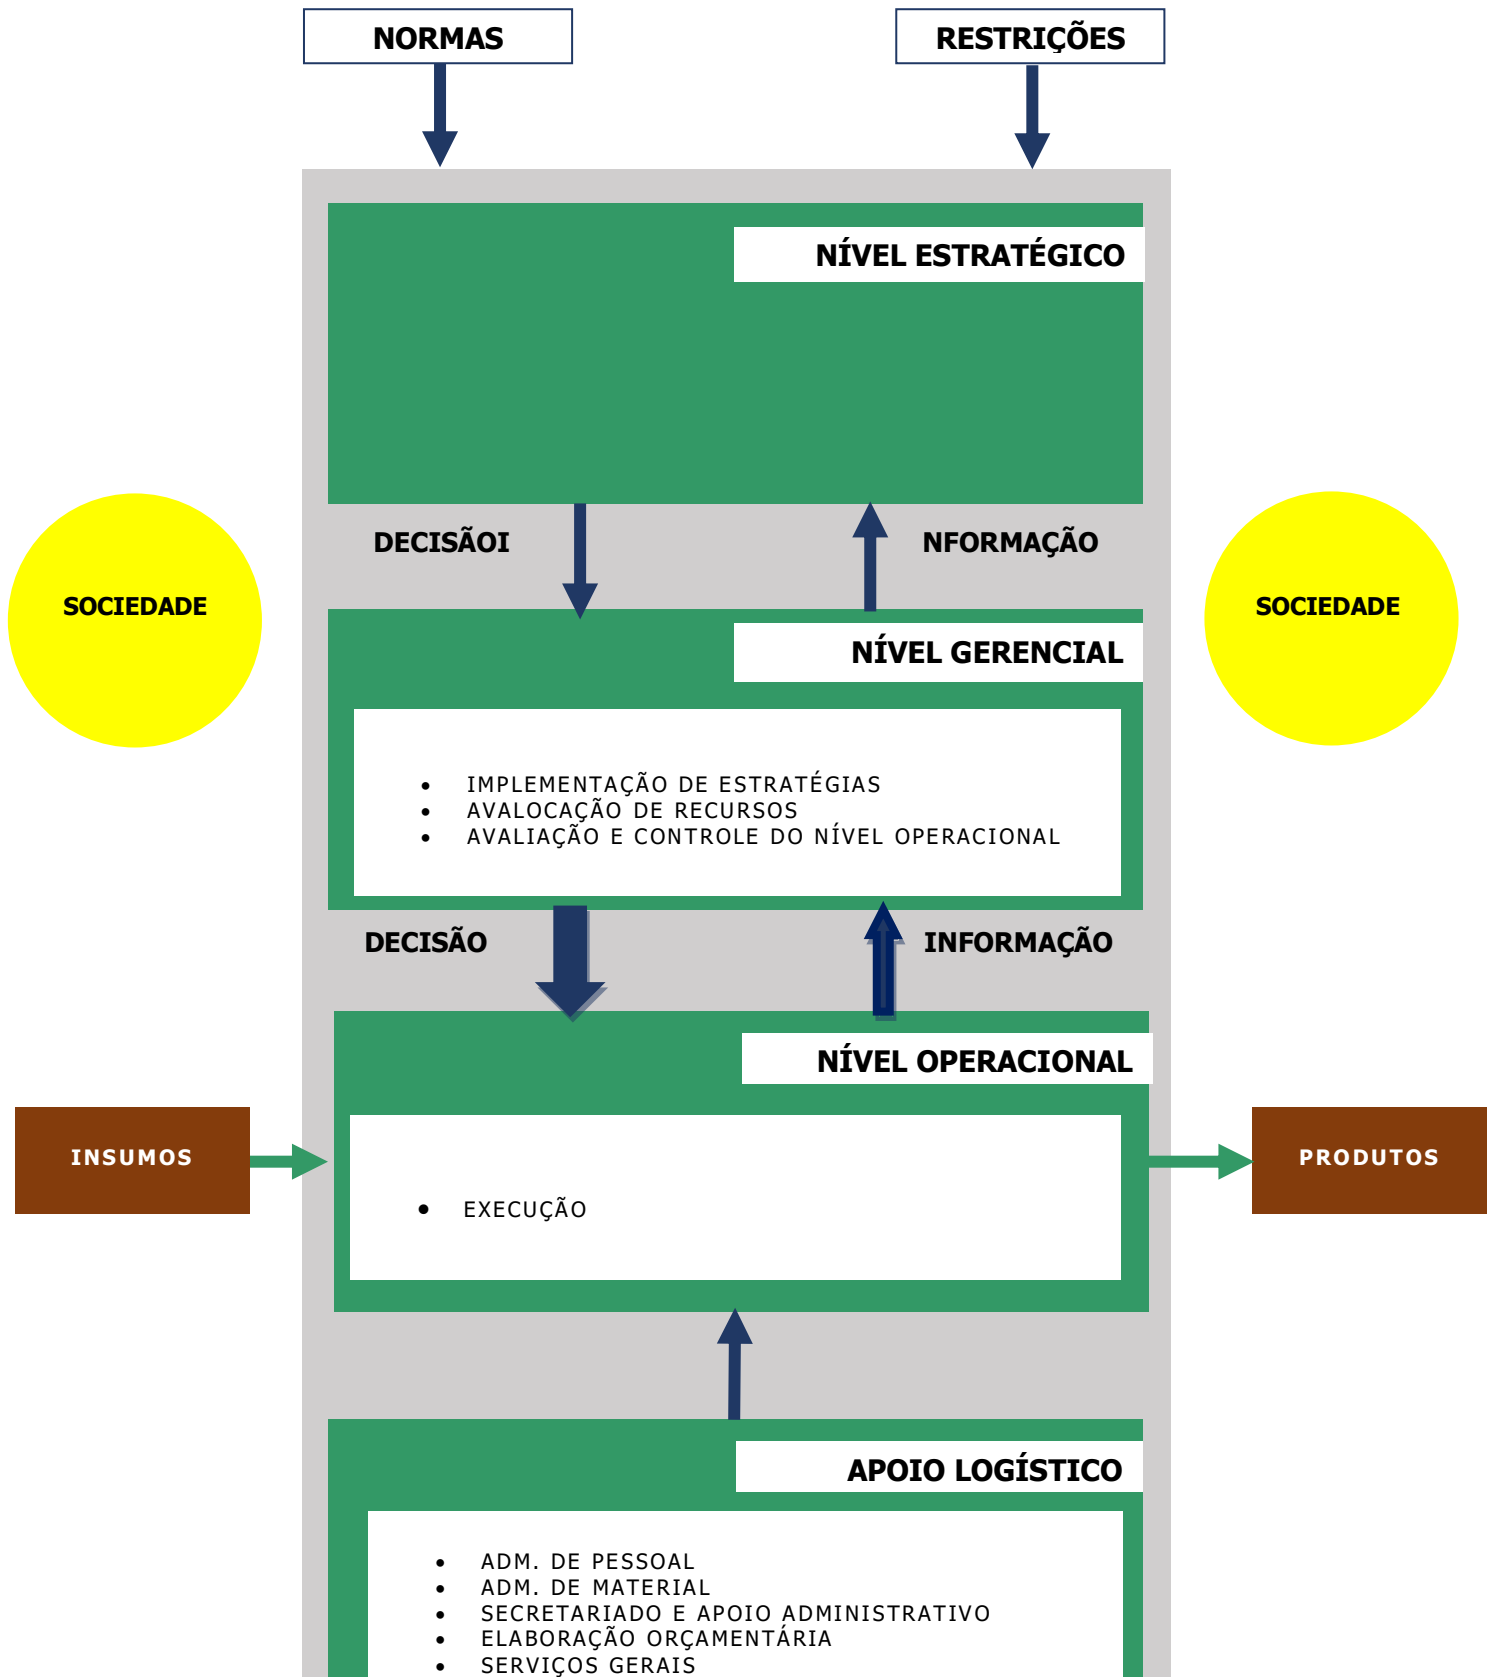 NORMAS
RESTRIÇÕES
NÍVEL ESTRATÉGICO
DECISÃOI NFORMAÇÃO
SOCIEDADE
SOCIEDADE
NÍVEL GERENCIAL
• IMPLEMENTAÇÃO DE ESTRATÉGIAS
• AVALOCAÇÃO DE RECURSOS
• AVALIAÇÃO E CONTROLE DO NÍVEL OPERACIONAL
DECISÃO INFORMAÇÃO
NÍVEL OPERACIONAL
INSUMOS
PRODUTOS
• EXECUÇÃO
APOIO LOGÍSTICO
• ADM. DE PESSOAL
• ADM. DE MATERIAL
• SECRETARIADO E APOIO ADMINISTRATIVO
• ELABORAÇÃO ORÇAMENTÁRIA
• SERVIÇOS GERAIS